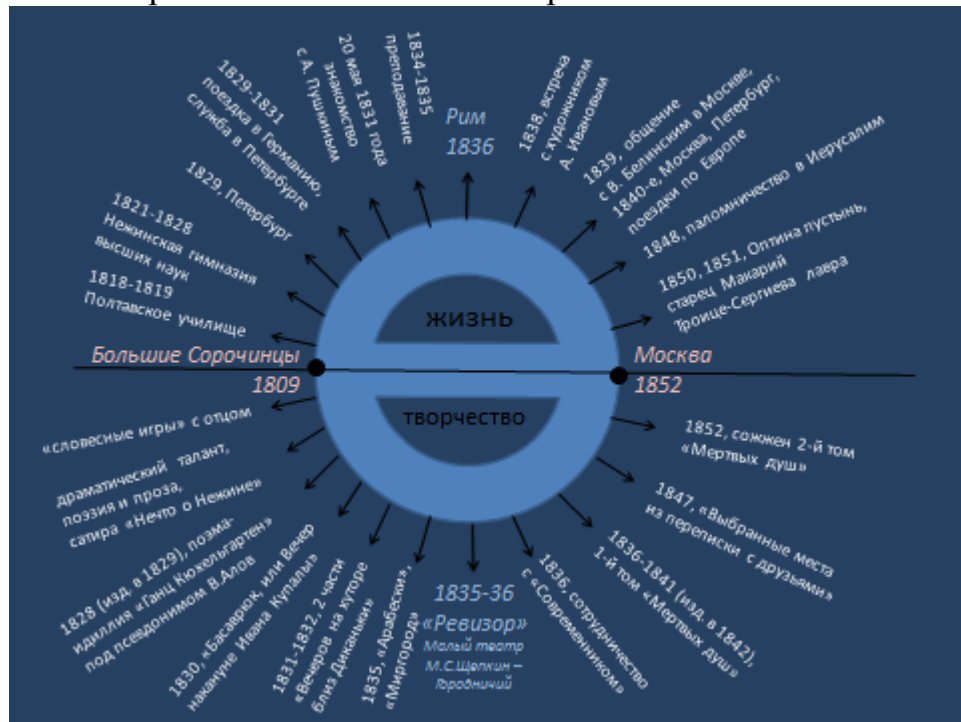 1818-1819
Полтавское училище
1821-1828
Нежинская гимназия
высших наук
1829, Петербург
1829-1831
поездка в Германию,
служба в Петербурге
20 мая 1831 года
знакомство
с А. Пушкиным
1834-1835
преподавание
Рим
1836
1838, встреча
с художником
А. Ивановым
1839, общение
с В. Белинским в Москве,
1840-е, Москва, Петербург,
поездки по Европе
1848, паломничество в Иерусалим
1850, 1851, Оптина пустынь,
старец Макарий
Троице-Сергиева лавра
жизнь
Большие Сорочинцы
1809
Москва
1852
творчество
«словесные игры» с отцом
драматический талант,
поэзия и проза,
сатира «Нечто о Нежине»
1828 (изд. в 1829), поэма-
идиллия «Ганц Кюхельгартен»
под псевдонимом В.Алов
1830, «Басаврюк, или Вечер
накануне Ивана Купалы»
1831-1832, 2 части
«Вечеров на хуторе
близ Диканьки»
1835, «Арабески»,
«Миргород»
1835-36
«Ревизор»
Малый театр
М.С.Щепкин –
Городничий
1836, сотрудничество
с «Современником»
1836-1841 (изд. в 1842),
1-й том «Мертвых душ»
1847, «Выбранные места
из переписки с друзьями»
1852, сожжен 2-й том
«Мертвых душ»